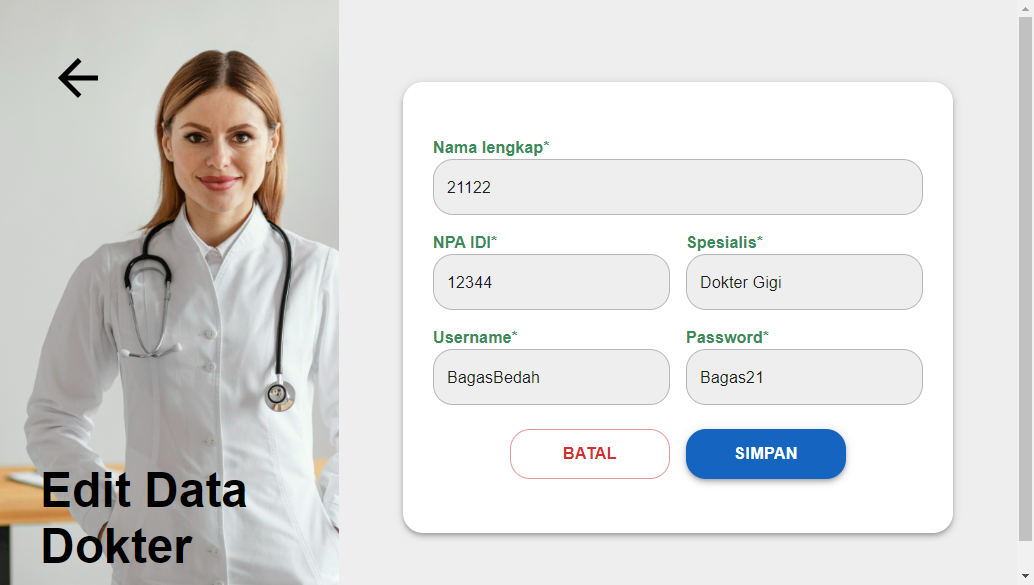 Edit Data
Dokter
Nama lengkap*
21122
NPA IDI*
Spesialis*
12344
Dokter Gigi
Username*
Password*
BagasBedah
Bagas21
BATAL
SIMPAN